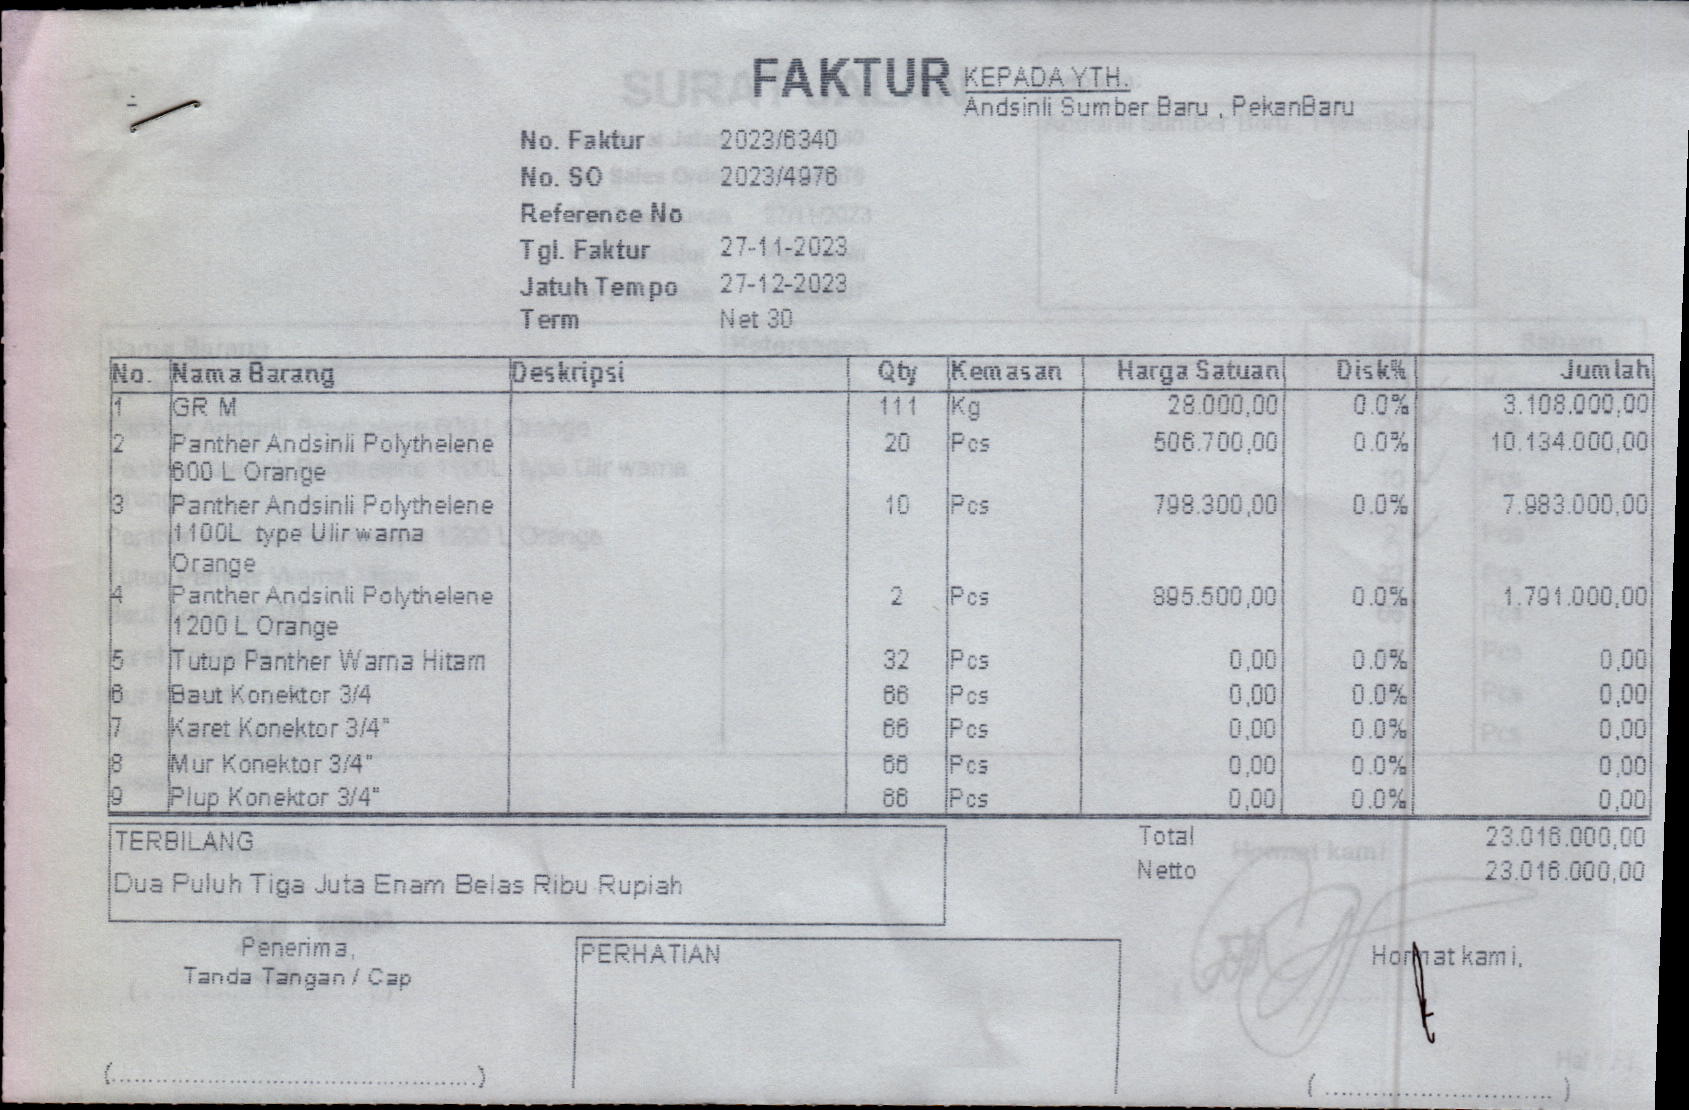 FAKTUR
KEPADA YTH.
Andsinli Sumber Baru , PekanBaru
No. Faktur 2023/6340
No. SO 2023/4976
Reference No
Tgl. Faktur 27-11-2023
Jatuh Tempo 27-12-2023
Term Net 30
No. Nama Barang Deskripsi Qty Kemasan Harga Satuan Disk% Jumlah
1 GR M 111 Kg 28.000,00 0.0% 3.108.000,00
2 Panther Andsinli Polythelene 20 Pcs 506.700,00 0.0% 10.134.000,00
600 L Orange
3 Panther Andsinli Polythelene 10 Pcs 798.300,00 0.0% 7.983.000,00
1100L type Ulir warna
Orange
4 Panther Andsinli Polythelene 2 Pcs 895.500,00 0.0% 1.791.000,00
1200 L Orange
5 Tutup Panther Warna Hitam 32 Pcs 0,00 0.0% 0,00
6 Baut Konektor 3/4 66 Pcs 0,00 0.0% 0,00
7 Karet Konektor 3/4" 66 Pcs 0,00 0.0% 0,00
8 Mur Konektor 3/4" 66 Pcs 0,00 0.0% 0,00
9 Plup Konektor 3/4" 66 Pcs 0,00 0.0% 0,00
TERBILANG
Dua Puluh Tiga Juta Enam Belas Ribu Rupiah
Total 23.016.000,00
Netto 23.016.000,00
Penerima,
Tanda Tangan / Cap
PERHATIAN
Hormat kami,
(..................................................)
(..............................)